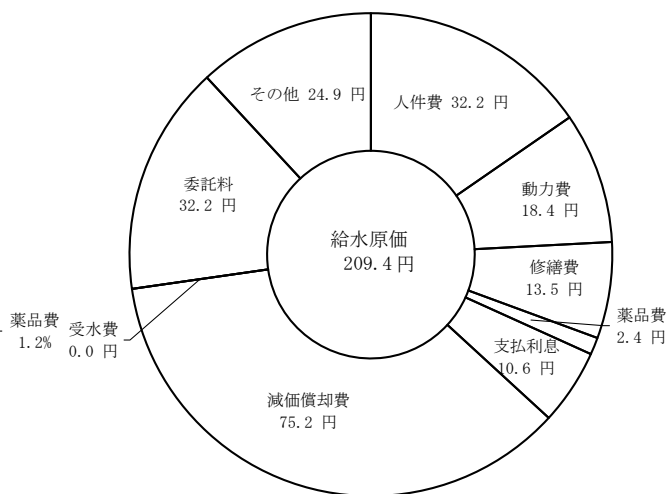 その他 24.9 円
人件費 32.2 円
委託料
32.2 円
動力費
18.4 円
給水原価
209.4円
修繕費
13.5 円
薬品費
1.2%
受水費
0.0 円
薬品費
2.4 円
支払利息
10.6 円
減価償却費
75.2 円